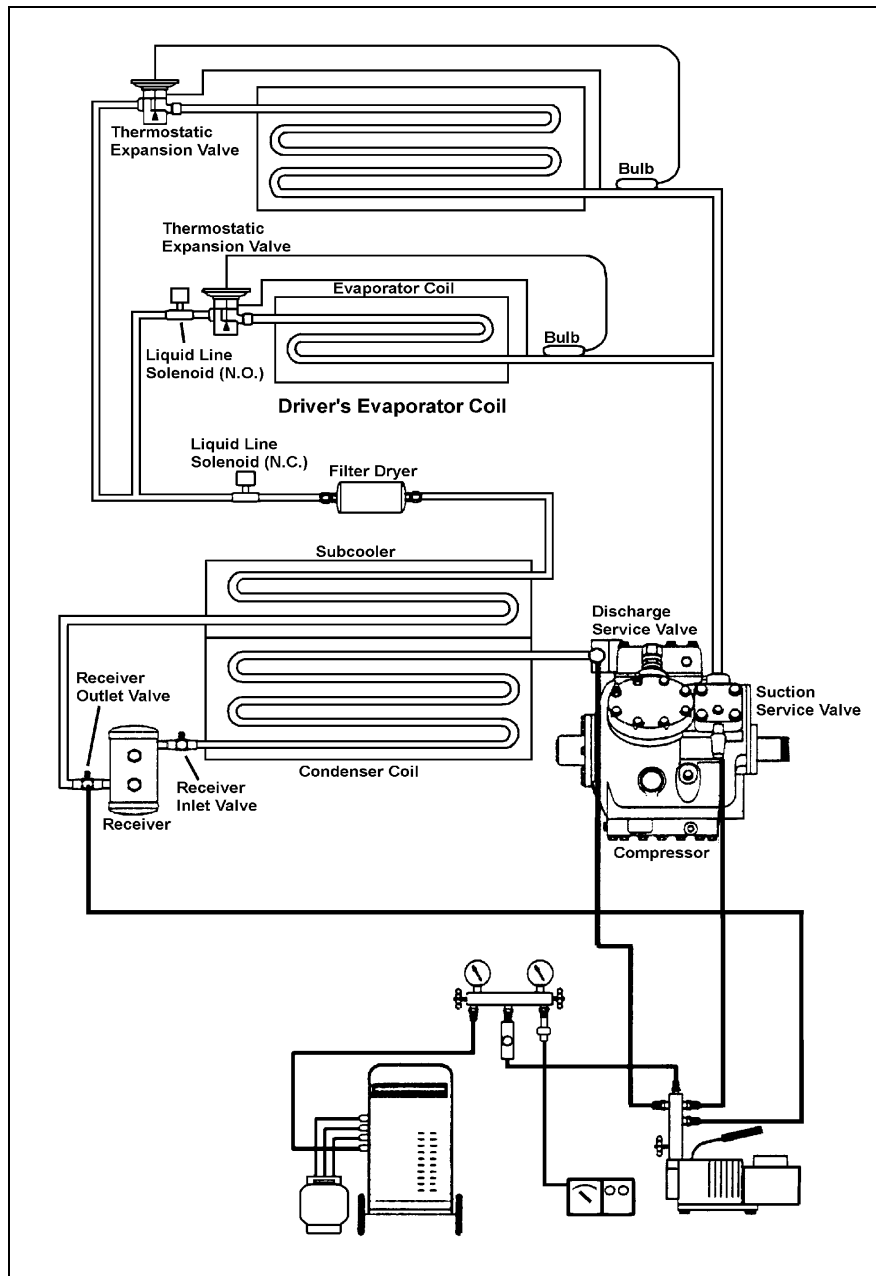 Thermostatic
Expansion Valve
Bulb
Thermostatic
Expansion Valve
Evaporator Coil
Bulb
Liquid Line
Solenoid (N.O.)
Driver's Evaporator Coil
Liquid Line
Solenoid (N.C.)
Filter Dryer
Subcooler
Discharge
Service Valve
Receiver
Outlet Valve
Suction
Service Valve
Condenser Coil
Receiver
Inlet Valve
Receiver
Compressor